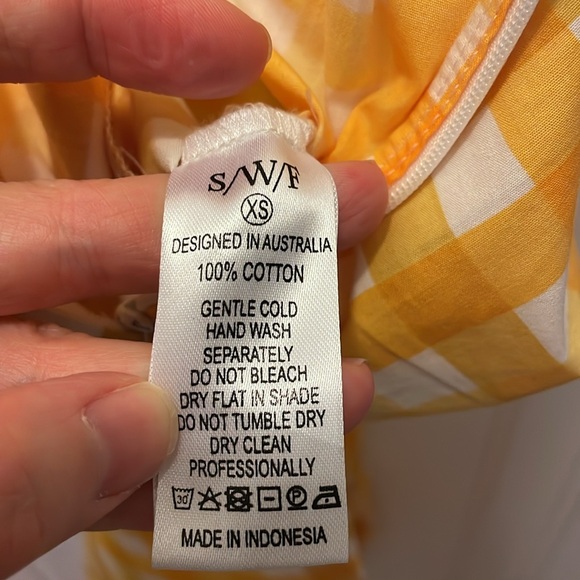 S/W/F
XS
DESIGNED IN AUSTRALIA
100% COTTON
GENTLE COLD
HAND WASH
SEPARATELY
DO NOT BLEACH
DRY FLAT IN SHADE
DO NOT TUMBLE DRY
DRY CLEAN
PROFESSIONALLY
30 P
MADE IN INDONESIA